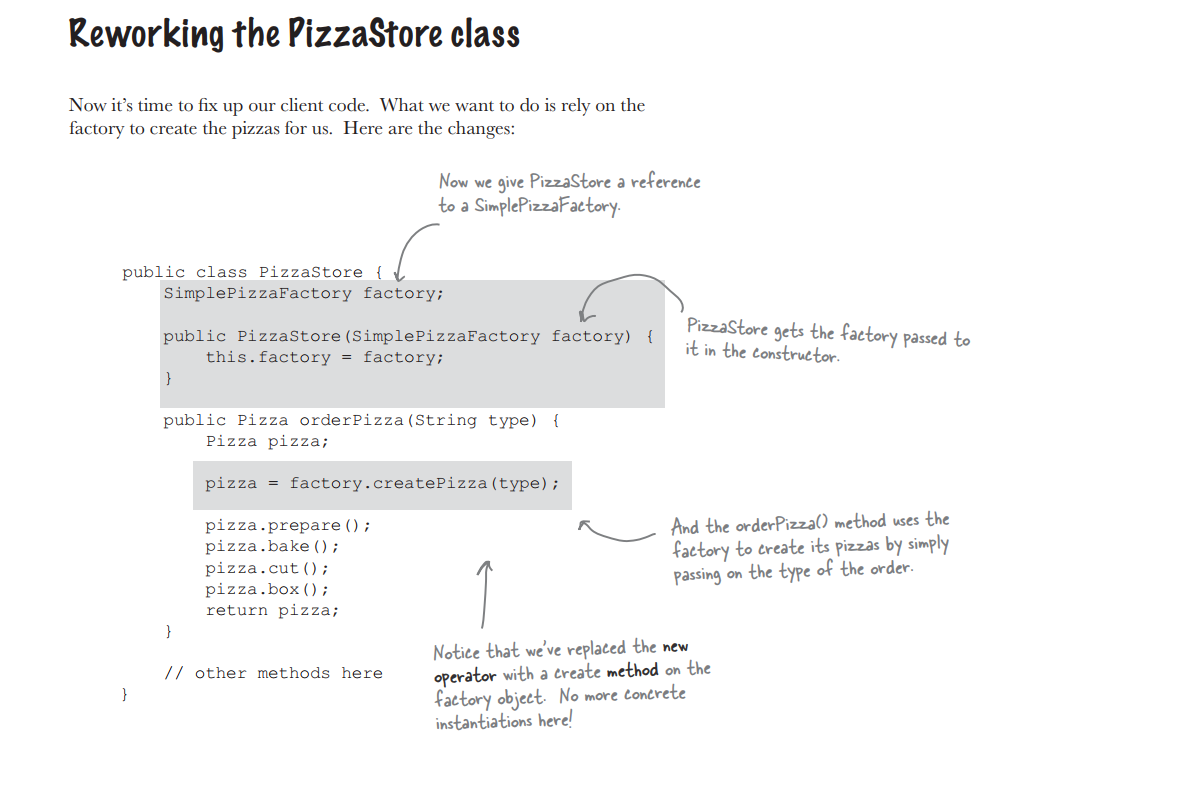 Reworking the PizzaStore class
Now it's time to fix up our client code. What we want to do is rely on the
factory to create the pizzas for us. Here are the changes:
Now we give PizzaStore a reference
to a SimplePizzaFactory.
public class PizzaStore {
SimplePizzaFactory factory;
public PizzaStore(SimplePizzaFactory factory) {
this.factory = factory;
}
PizzaStore gets the factory passed to
it in the constructor.
public Pizza orderPizza(String type) {
Pizza pizza;
pizza = factory.createPizza(type);
pizza.prepare();
pizza.bake();
pizza.cut();
pizza.box();
return pizza;
}
And the orderPizza() method uses the
factory to create its pizzas by simply
passing on the type of the order.
// other methods here
}
Notice that we've replaced the new
operator with a create method on the
factory object. No more concrete
instantiations here!